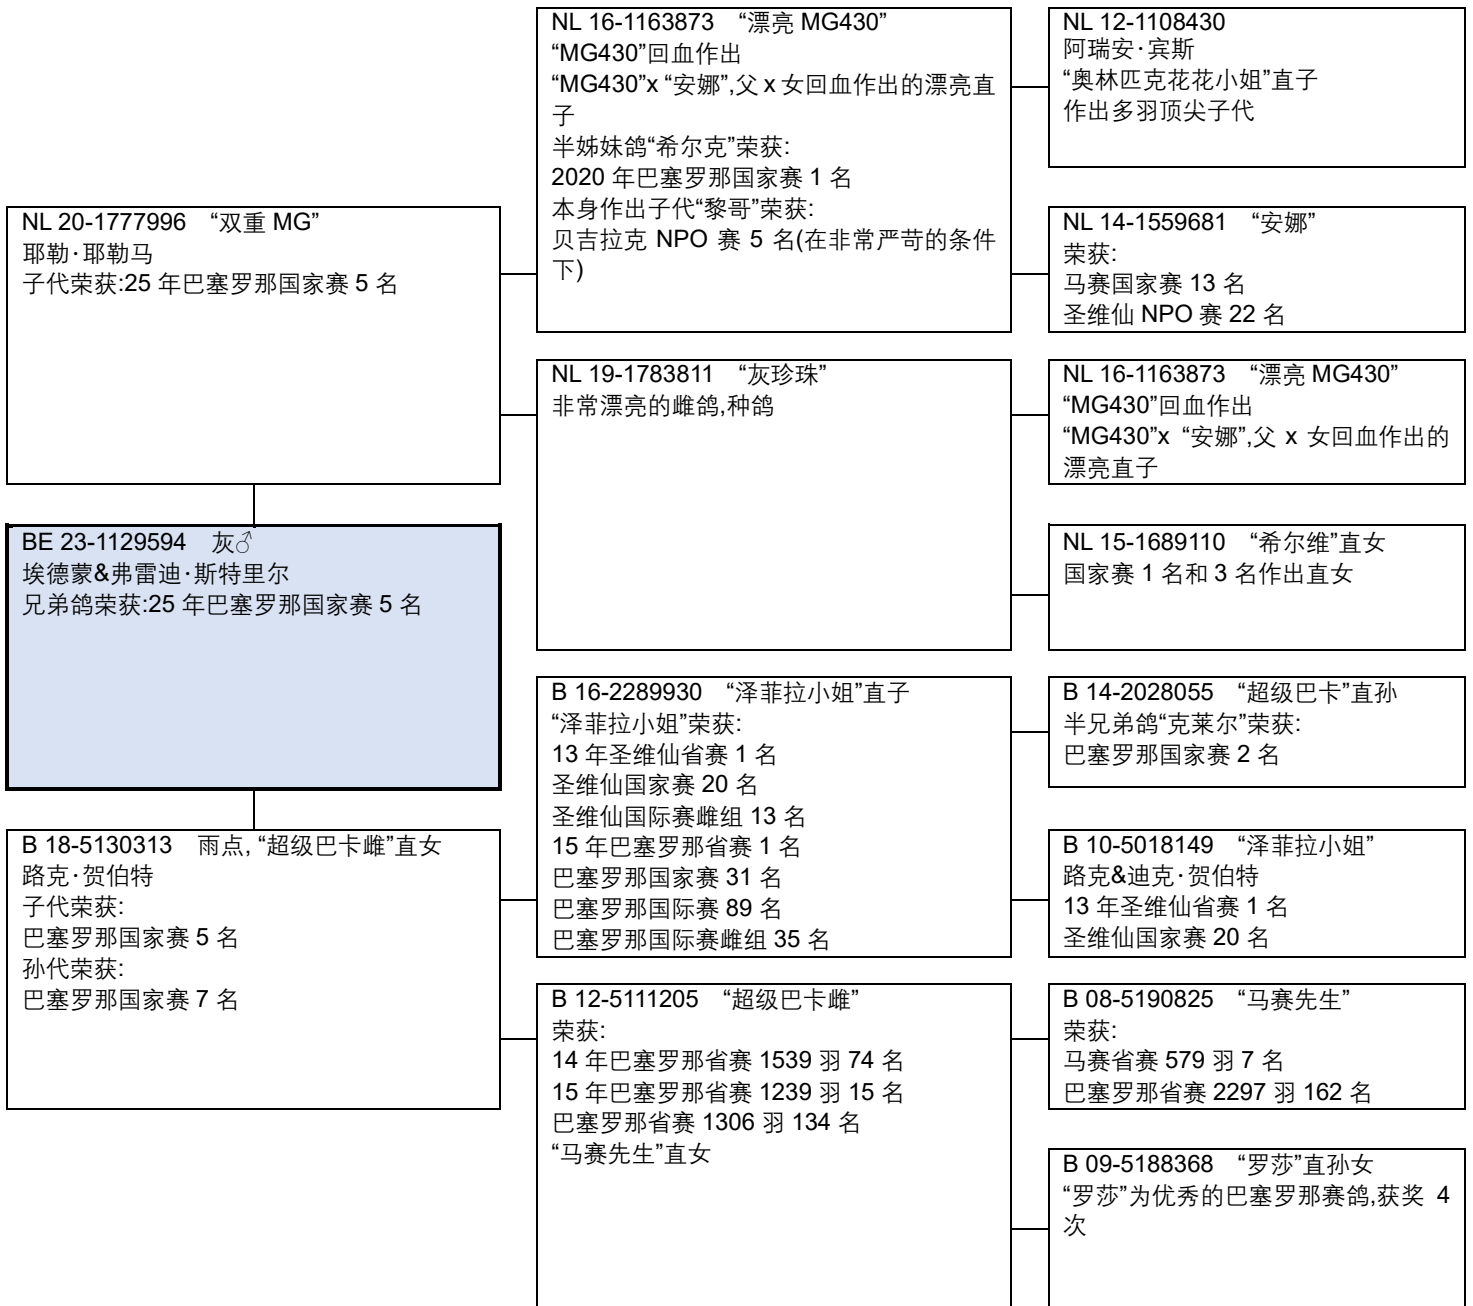 NL 20-1777996 “双重 MG”
耶勒·耶勒马
子代荣获:25 年巴塞罗那国家赛 5 名
BE 23-1129594 灰♂
埃德蒙&弗雷迪·斯特里尔
兄弟鸽荣获:25 年巴塞罗那国家赛 5 名
B 18-5130313 雨点, “超级巴卡雌”直女
路克·贺伯特
子代荣获:
巴塞罗那国家赛 5 名
孙代荣获:
巴塞罗那国家赛 7 名
NL 16-1163873 “漂亮 MG430”
“MG430”回血作出
“MG430”x “安娜”,父 x 女回血作出的漂亮直
子
半姊妹鸽“希尔克”荣获:
2020 年巴塞罗那国家赛 1 名
本身作出子代“黎哥”荣获:
贝吉拉克 NPO 赛 5 名(在非常严苛的条件
下)
NL 19-1783811 “灰珍珠”
非常漂亮的雌鸽,种鸽
B 16-2289930 “泽菲拉小姐”直子
“泽菲拉小姐”荣获:
13 年圣维仙省赛 1 名
圣维仙国家赛 20 名
圣维仙国际赛雌组 13 名
15 年巴塞罗那省赛 1 名
巴塞罗那国家赛 31 名
巴塞罗那国际赛 89 名
巴塞罗那国际赛雌组 35 名
B 12-5111205 “超级巴卡雌”
荣获:
14 年巴塞罗那省赛 1539 羽 74 名
15 年巴塞罗那省赛 1239 羽 15 名
巴塞罗那省赛 1306 羽 134 名
“马赛先生”直女
NL 12-1108430
阿瑞安·宾斯
“奥林匹克花花小姐”直子
作出多羽顶尖子代
NL 14-1559681 “安娜”
荣获:
马赛国家赛 13 名
圣维仙 NPO 赛 22 名
NL 16-1163873 “漂亮 MG430”
“MG430”回血作出
“MG430”x “安娜”,父 x 女回血作出的
漂亮直子
NL 15-1689110 “希尔维”直女
国家赛 1 名和 3 名作出直女
B 14-2028055 “超级巴卡”直孙
半兄弟鸽“克莱尔”荣获:
巴塞罗那国家赛 2 名
B 10-5018149 “泽菲拉小姐”
路克&迪克·贺伯特
13 年圣维仙省赛 1 名
圣维仙国家赛 20 名
B 08-5190825 “马赛先生”
荣获:
马赛省赛 579 羽 7 名
巴塞罗那省赛 2297 羽 162 名
B 09-5188368 “罗莎”直孙女
“罗莎”为优秀的巴塞罗那赛鸽,获奖 4
次